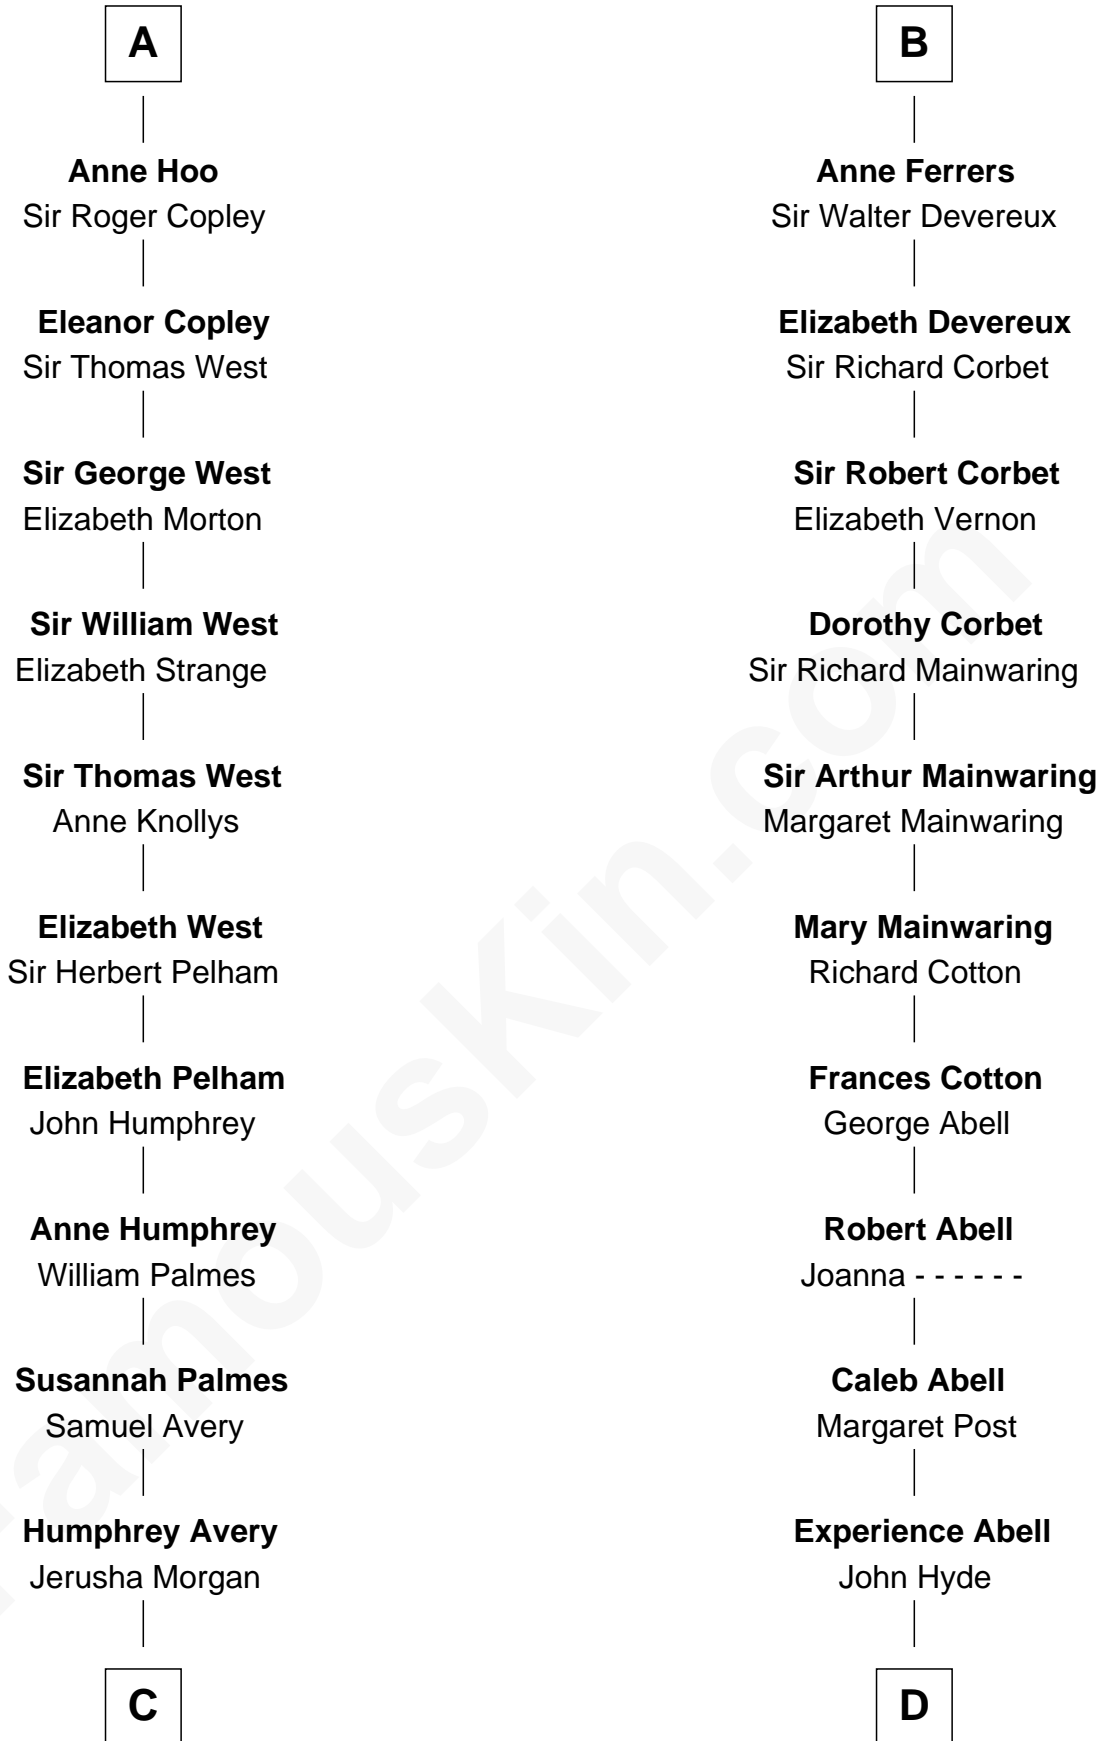 A
Anne Hoo
Sir Roger Copley
Eleanor Copley
Sir Thomas West
Sir George West
Elizabeth Morton
Sir William West
Elizabeth Strange
Sir Thomas West
Anne Knollys
Elizabeth West
Sir Herbert Pelham
Elizabeth Pelham
John Humphrey
Anne Humphrey
William Palmes
Susannah Palmes
Samuel Avery
Humphrey Avery
Jerusha Morgan
C
B
Anne Ferrers
Sir Walter Devereux
Elizabeth Devereux
Sir Richard Corbet
Sir Robert Corbet
Elizabeth Vernon
Dorothy Corbet
Sir Richard Mainwaring
Sir Arthur Mainwaring
Margaret Mainwaring
Mary Mainwaring
Richard Cotton
Frances Cotton
George Abell
Robert Abell
Joanna - - - - - -
Caleb Abell
Margaret Post
Experience Abell
John Hyde
D
FamousKin.com